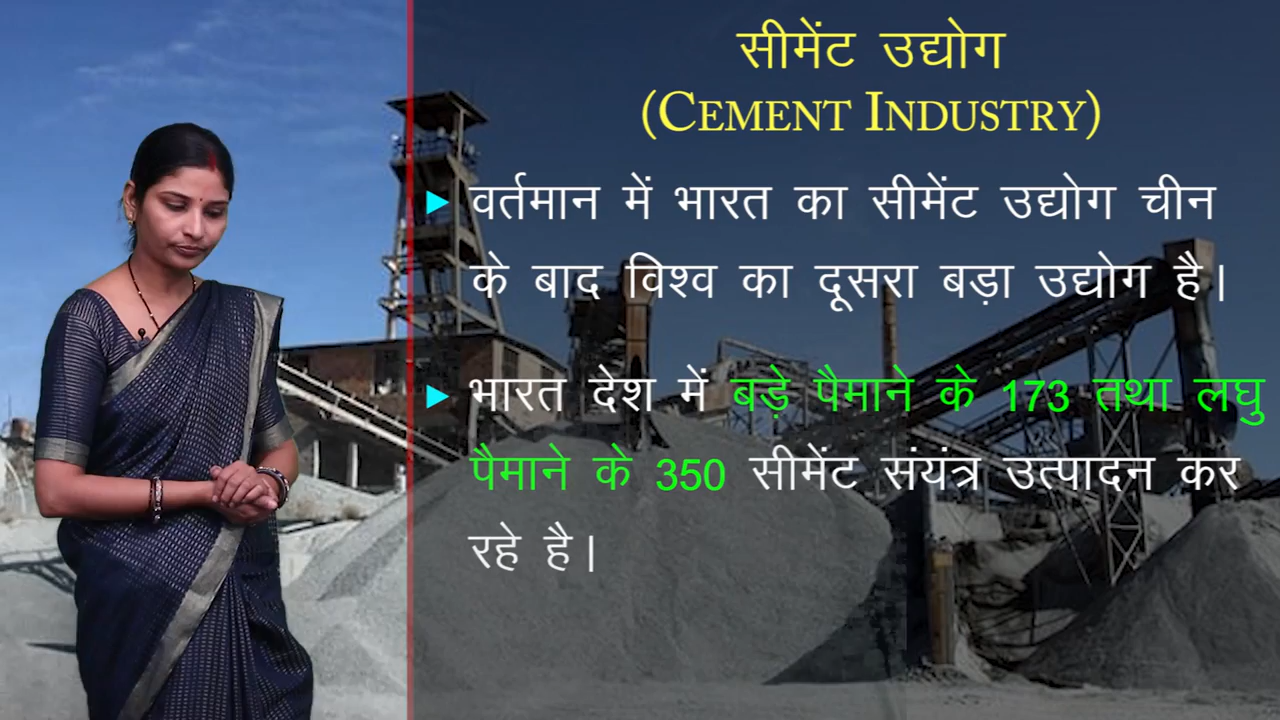 सीमेंट उद्योग
(CEMENT INDUSTRY)
वर्तमान में भारत का सीमेंट उद्योग चीन
के बाद विश्व का दूसरा बड़ा उद्योग है।
भारत देश में बड़े पैमाने के 173 तथा लघु
पैमाने के 350 सीमेंट संयंत्र उत्पादन कर
रहे है।